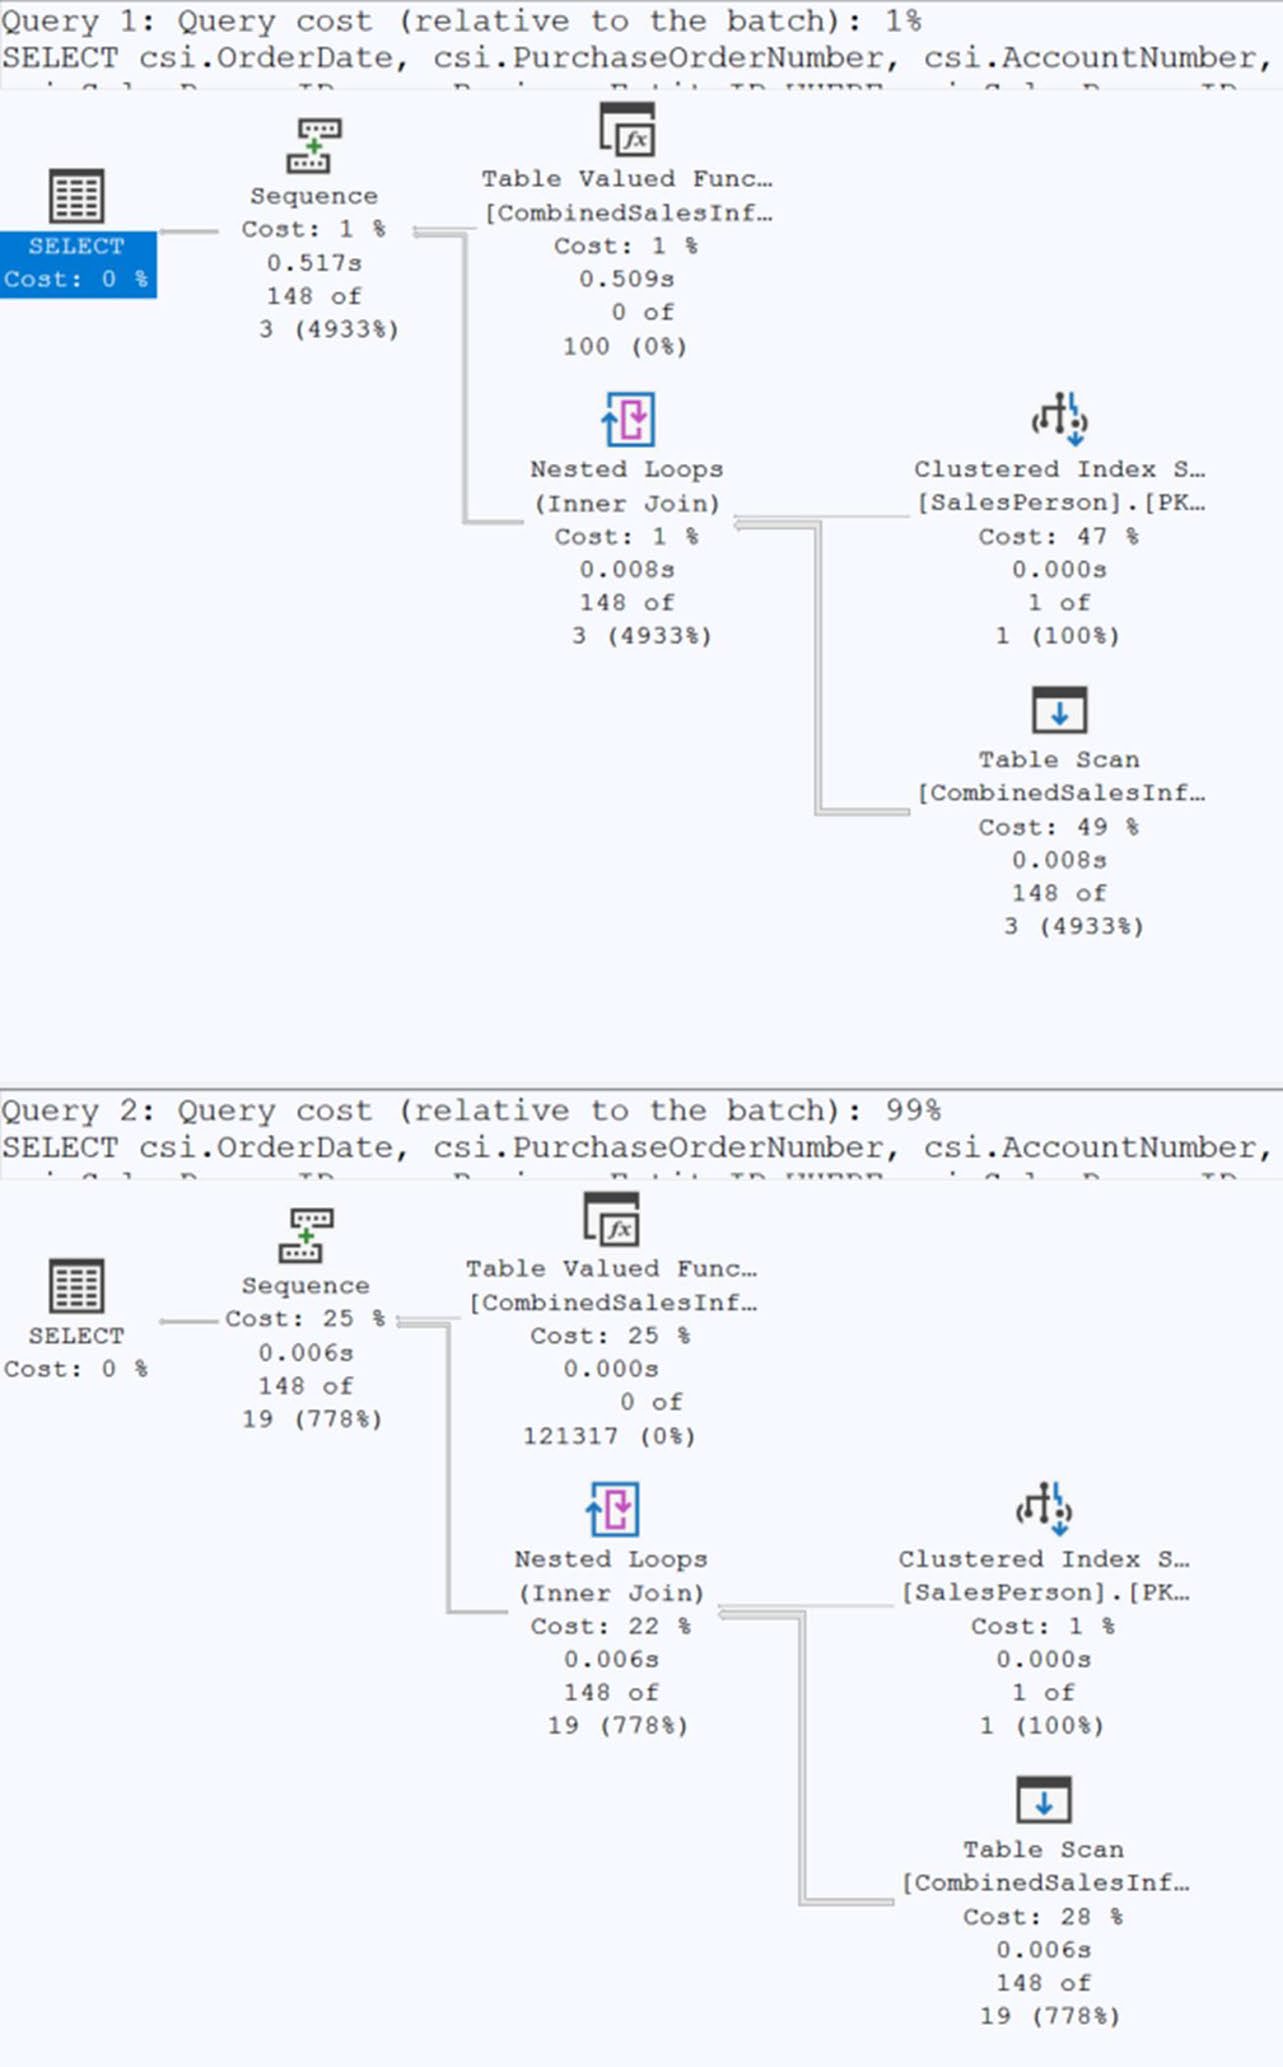 Query 1: Query cost (relative to the batch): 1%
SELECT csi.OrderDate, csi.PurchaseOrderNumber, csi.AccountNumber,
SELECT
Cost: 0 %
Sequence
Cost: 1 %
0.517s
148 of
3 (4933%)
Table Valued Func...
[CombinedSalesInf...
Cost: 1 %
0.509s
0 of
100 (0%)
Nested Loops
(Inner Join)
Cost: 1 %
0.008s
148 of
3 (4933%)
Clustered Index S...
[SalesPerson].[PK...
Cost: 47 %
0.000s
1 of
1 (100%)
Table Scan
[CombinedSalesInf...
Cost: 49 %
0.008s
148 of
3 (4933%)
Query 2: Query cost (relative to the batch): 99%
SELECT csi.OrderDate, csi.PurchaseOrderNumber, csi.AccountNumber,
SELECT
Cost: 0 %
Sequence
Cost: 25 %
0.006s
148 of
19 (778%)
Table Valued Func...
[CombinedSalesInf...
Cost: 25 %
0.000s
0 of
121317 (0%)
Nested Loops
(Inner Join)
Cost: 22 %
0.006s
148 of
19 (778%)
Clustered Index S...
[SalesPerson].[PK...
Cost: 1 %
0.000s
1 of
1 (100%)
Table Scan
[CombinedSalesInf...
Cost: 28 %
0.006s
148 of
19 (778%)